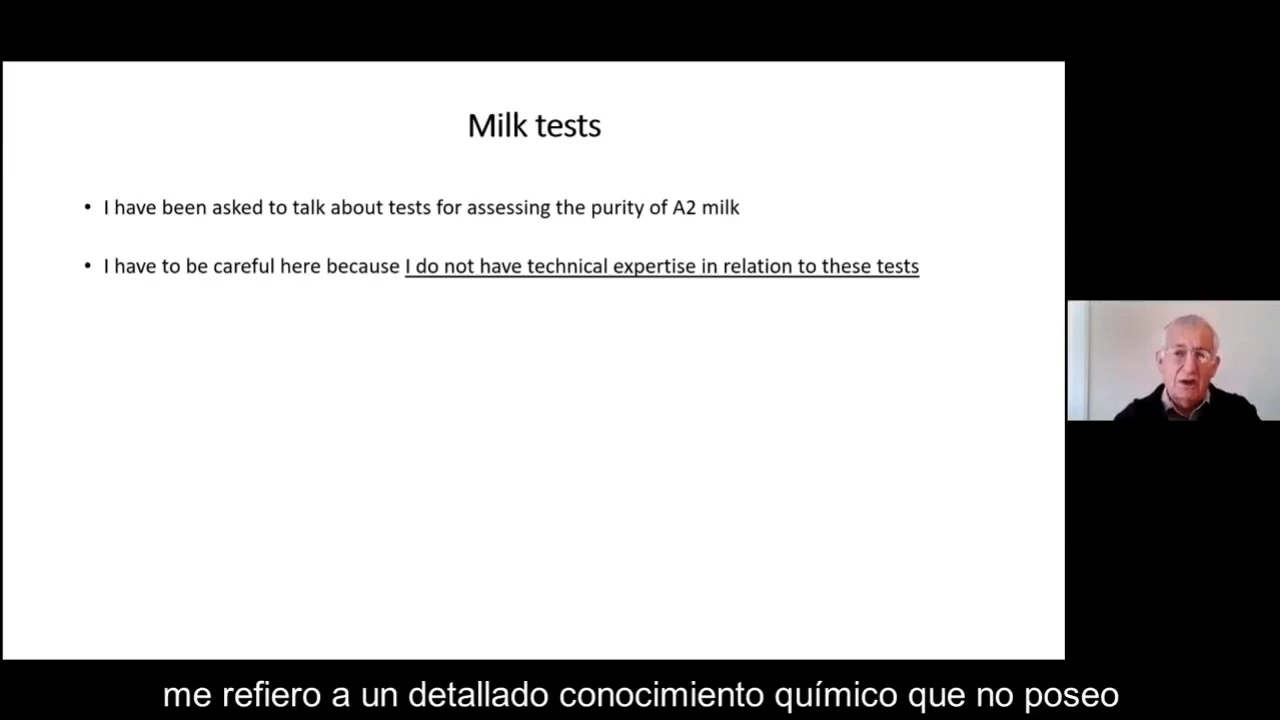 Milk tests
• I have been asked to talk about tests for assessing the purity of A2 milk
• I have to be careful here because I do not have technical expertise in relation to these tests
me refiero a un detallado conocimiento químico que no poseo